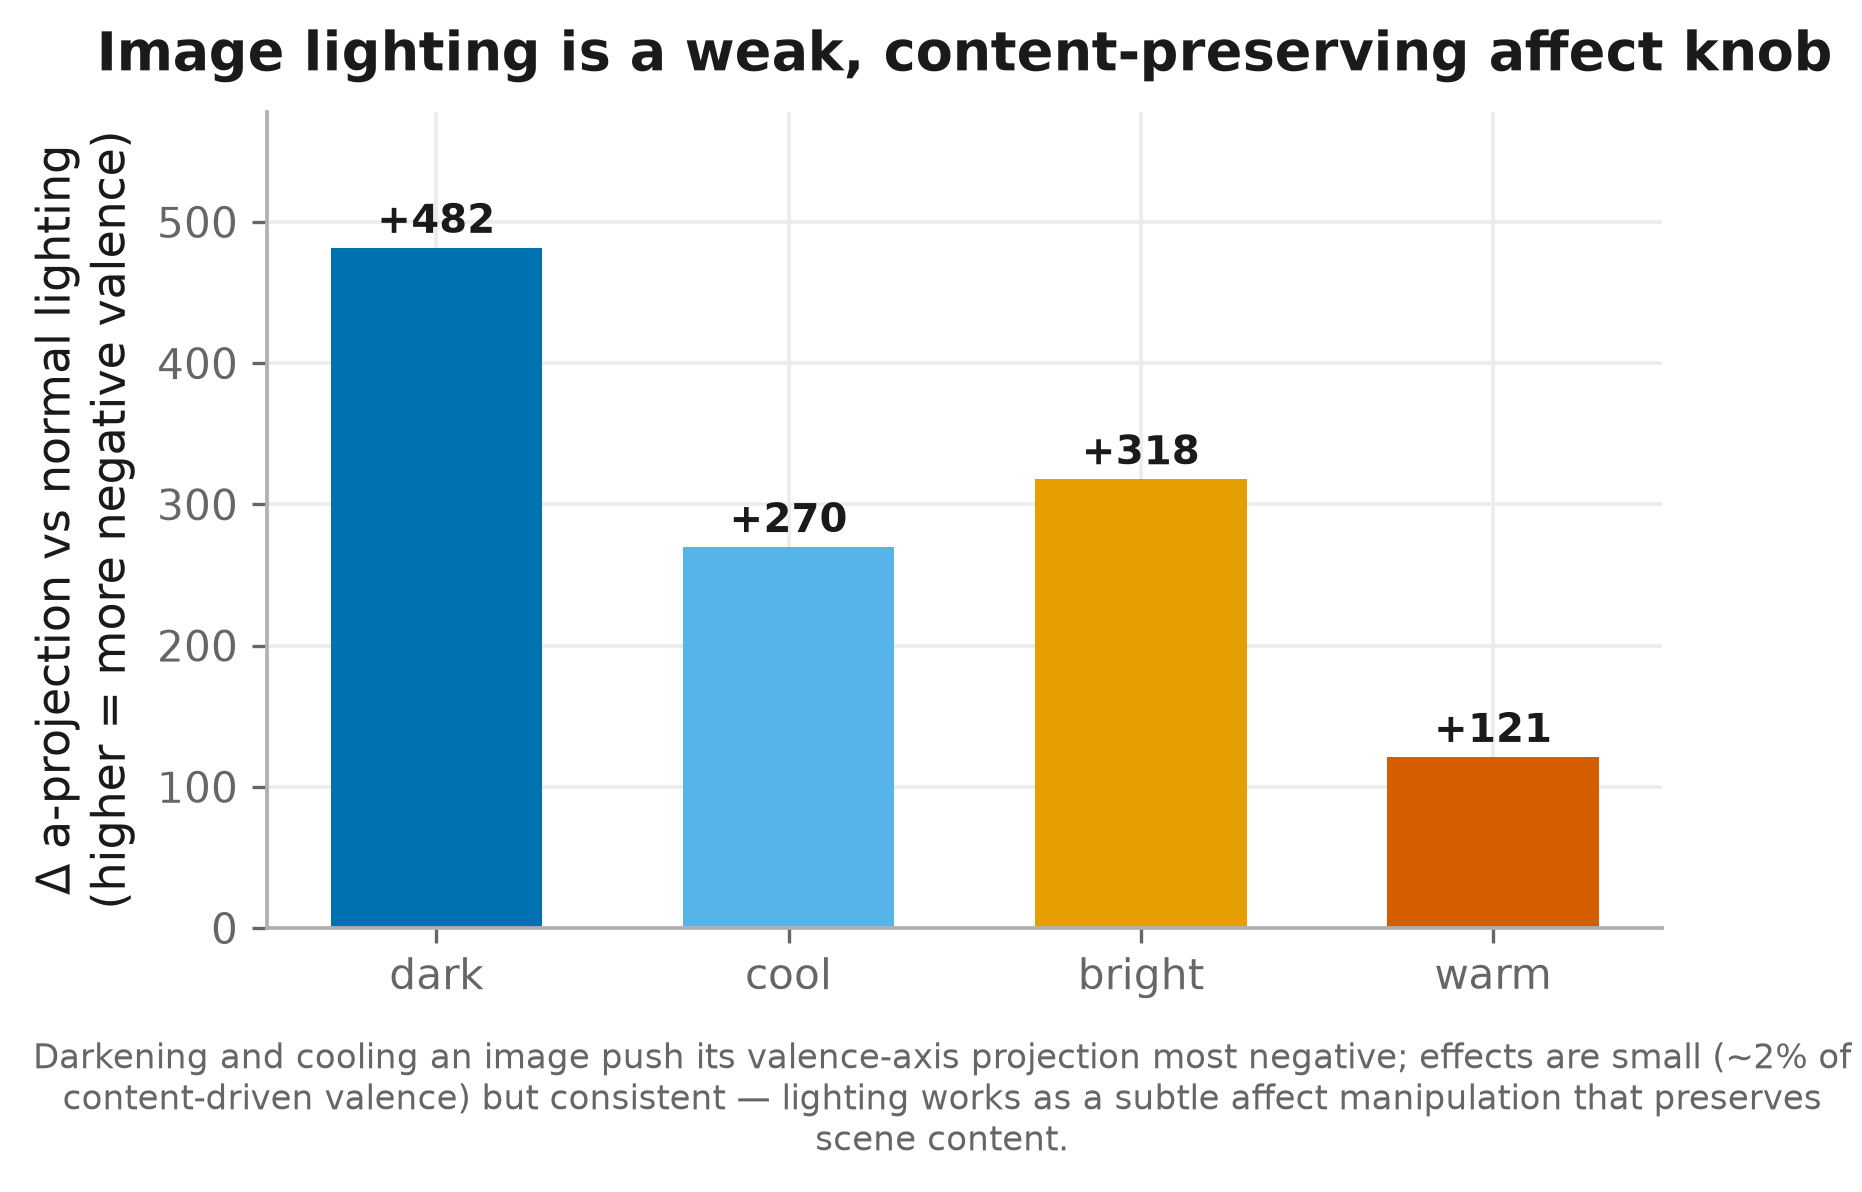 Image lighting is a weak, content-preserving affect knob
Δ a-projection vs normal lighting
(higher = more negative valence)
500
400
300
200
100
0
+482
+270
+318
+121
dark
cool
bright
warm
Darkening and cooling an image push its valence-axis projection most negative; effects are small (~2% of
content-driven valence) but consistent — lighting works as a subtle affect manipulation that preserves
scene content.